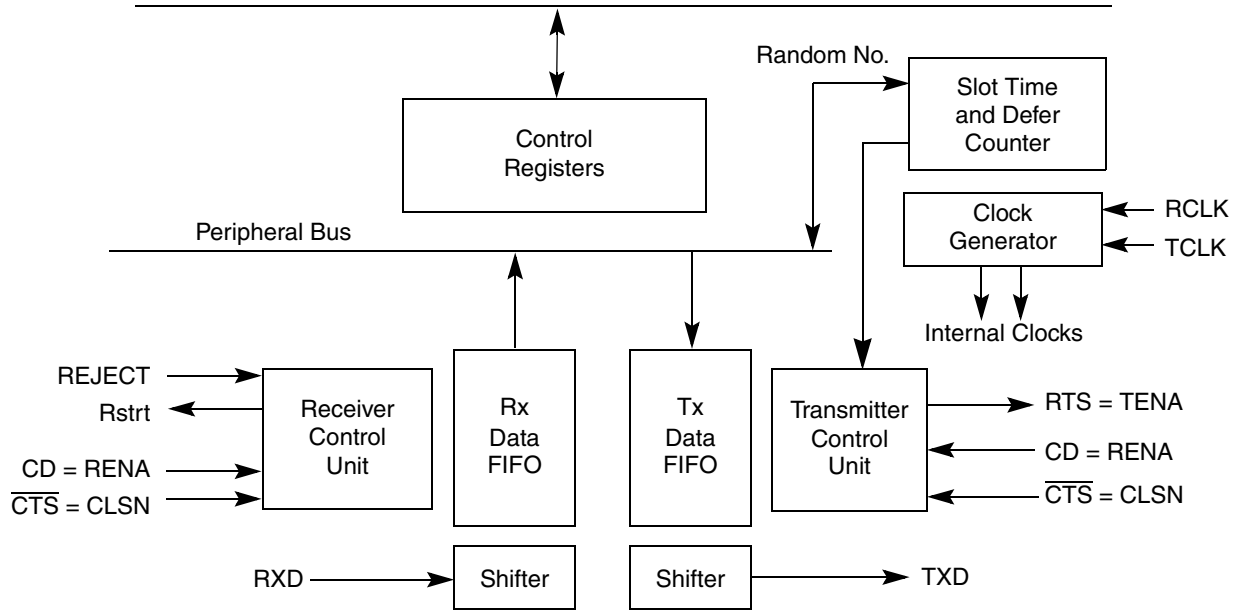 Random No.
Slot Time
and Defer
Counter
Control
Registers
Peripheral Bus
Clock
Generator
RCLK
TCLK
Internal Clocks
REJECT
Rstrt
CD = RENA
CTS = CLSN
Receiver
Control
Unit
Rx
Data
FIFO
Tx
Data
FIFO
Transmitter
Control
Unit
RTS = TENA
CD = RENA
CTS = CLSN
RXD
Shifter
Shifter
TXD